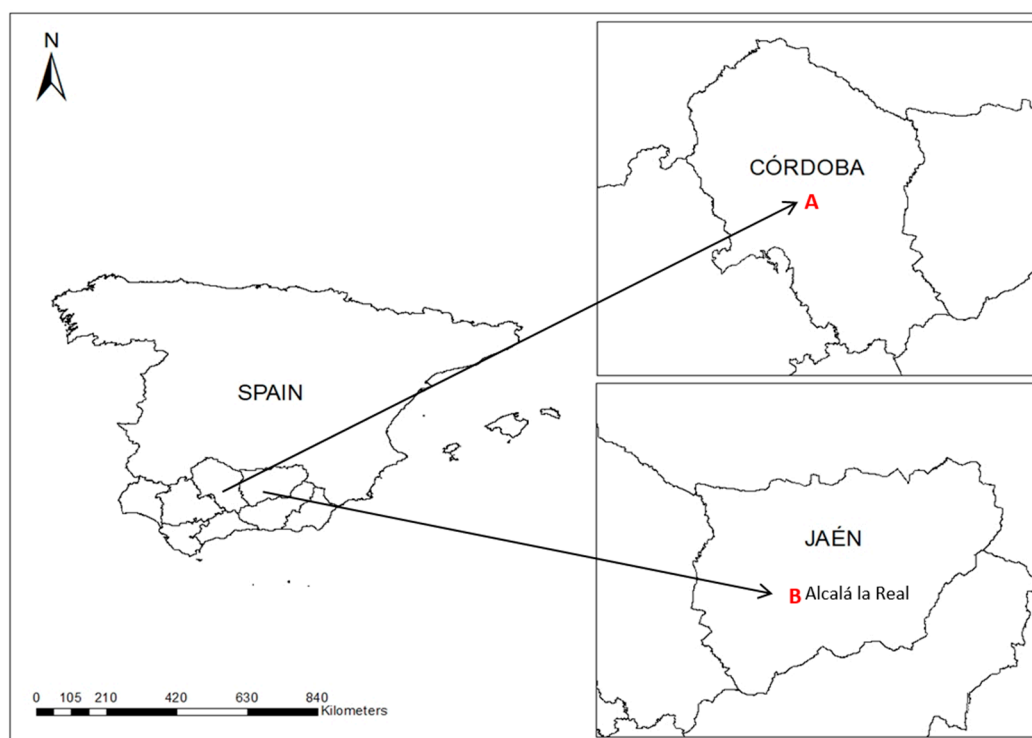 N
SPAIN
0 105 210 420 630 840
Kilometers
CÓRDOBA
A
JAÉN
B Alcalá la Real